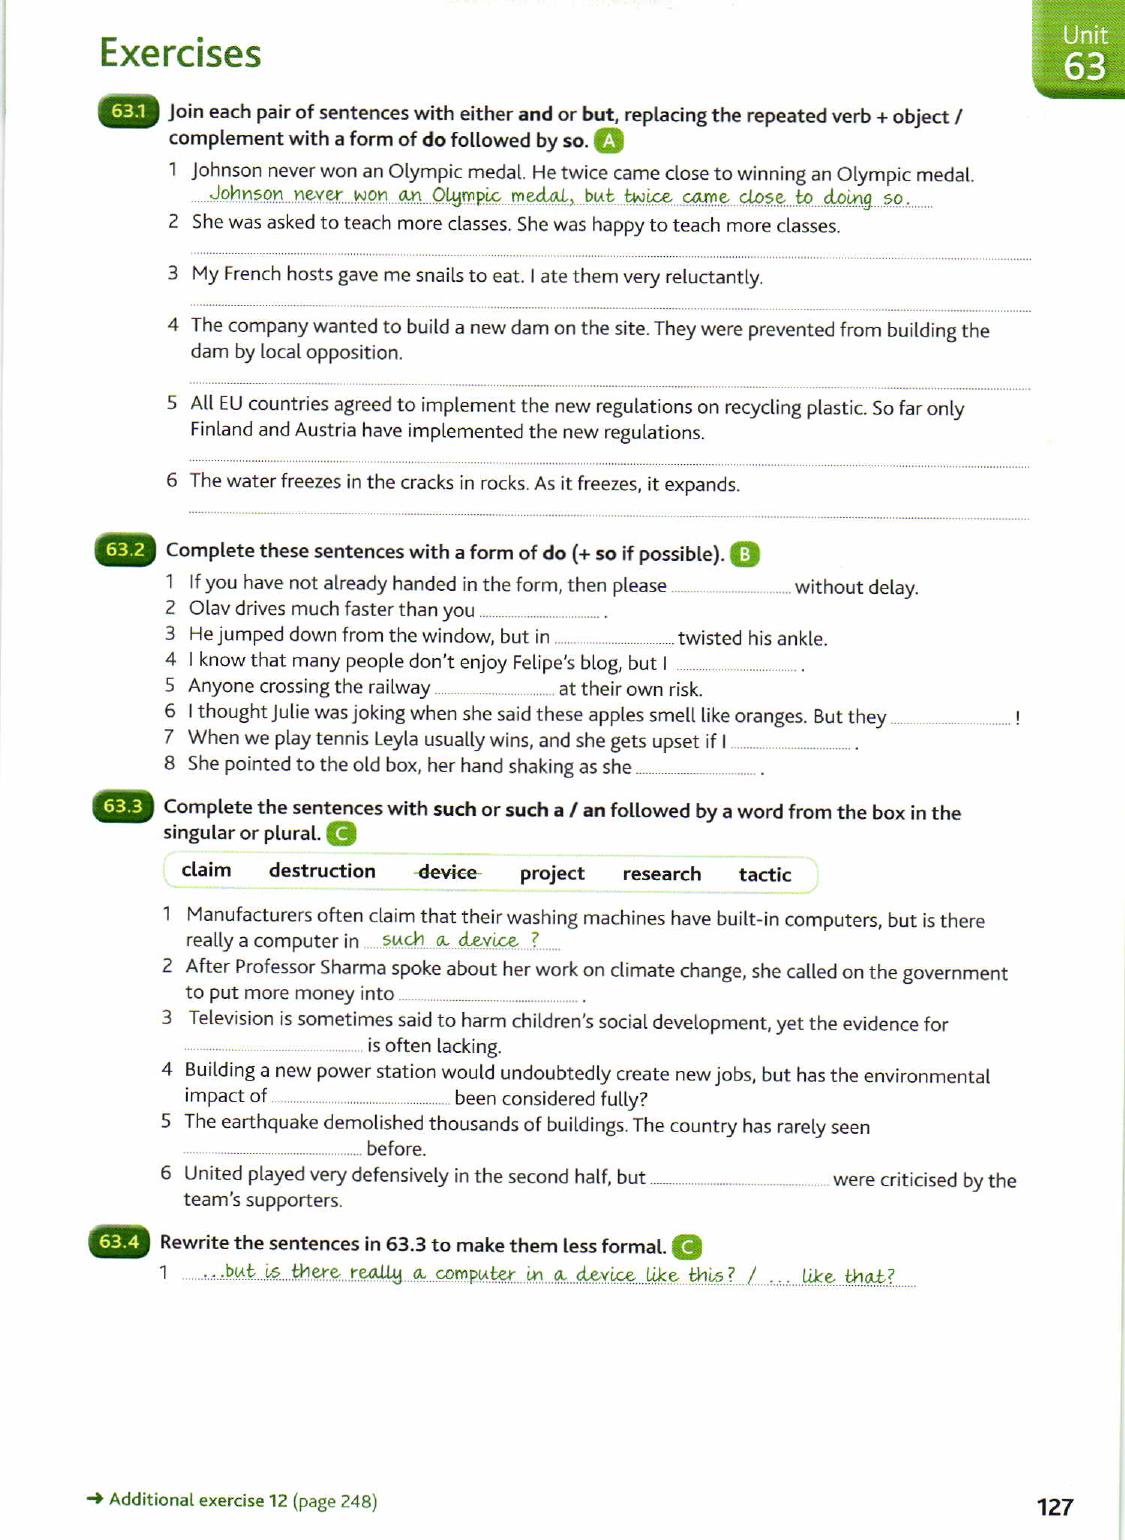 Exercises
Unit
63
63.1 Join each pair of sentences with either and or but, replacing the repeated verb + object /
complement with a form of do followed by so. A
1 Johnson never won an Olympic medal. He twice came close to winning an Olympic medal.
Johnson never won an Olympic medal, but twice came close to doing so.
2 She was asked to teach more classes. She was happy to teach more classes.
3 My French hosts gave me snails to eat. I ate them very reluctantly.
4 The company wanted to build a new dam on the site. They were prevented from building the
dam by local opposition.
5 All EU countries agreed to implement the new regulations on recycling plastic. So far only
Finland and Austria have implemented the new regulations.
6 The water freezes in the cracks in rocks. As it freezes, it expands.
63.2 Complete these sentences with a form of do (+ so if possible). B
1 If you have not already handed in the form, then please .............................. without delay.
2 Olav drives much faster than you .............................. .
3 He jumped down from the window, but in .............................. twisted his ankle.
4 I know that many people don't enjoy Felipe's blog, but I .............................. .
5 Anyone crossing the railway .............................. at their own risk.
6 I thought Julie was joking when she said these apples smell like oranges. But they .............................. !
7 When we play tennis Leyla usually wins, and she gets upset if I .............................. .
8 She pointed to the old box, her hand shaking as she .............................. .
63.3 Complete the sentences with such or such a / an followed by a word from the box in the
singular or plural. C
claim destruction device project research tactic
1 Manufacturers often claim that their washing machines have built-in computers, but is there
really a computer in such a device ?
2 After Professor Sharma spoke about her work on climate change, she called on the government
to put more money into .............................. .
3 Television is sometimes said to harm children's social development, yet the evidence for
.............................. is often lacking.
4 Building a new power station would undoubtedly create new jobs, but has the environmental
impact of .............................. been considered fully?
5 The earthquake demolished thousands of buildings. The country has rarely seen
.............................. before.
6 United played very defensively in the second half, but .............................. were criticised by the
team's supporters.
63.4 Rewrite the sentences in 63.3 to make them less formal. C
1 ...but is there really a computer in a device like this? / ... like that?
→ Additional exercise 12 (page 248)
127